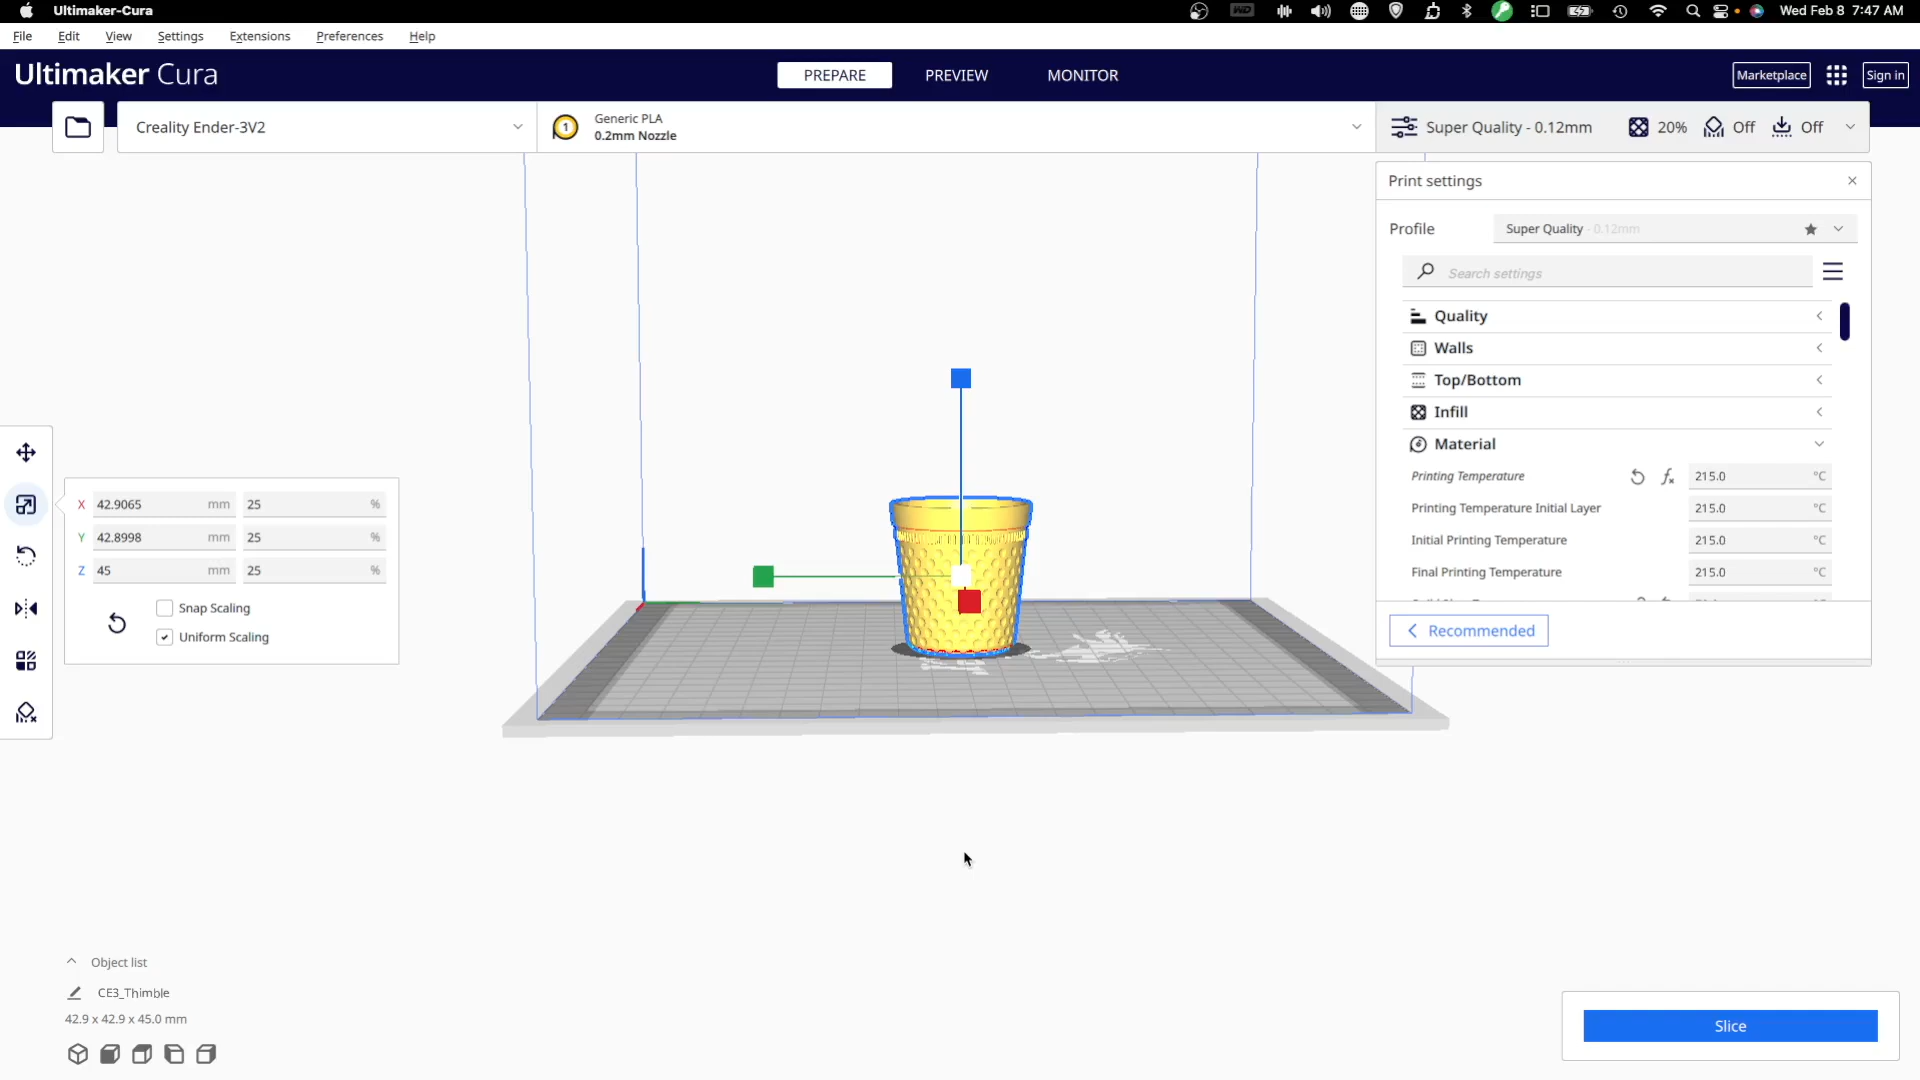 Ultimaker-Cura
Wed Feb 8 7:47 AM
File Edit View Settings Extensions Preferences Help
Ultimaker Cura
PREPARE PREVIEW MONITOR
Marketplace
Sign in
Creality Ender-3V2
1
Generic PLA
0.2mm Nozzle
Super Quality - 0.12mm 20% Off Off
Print settings
Profile Super Quality - 0.12mm
Search settings
Quality
Walls
Top/Bottom
Infill
Material
Printing Temperature 215.0 °C
Printing Temperature Initial Layer 215.0 °C
Initial Printing Temperature 215.0 °C
Final Printing Temperature 215.0 °C
Recommended
X 42.9065 mm 25 %
Y 42.8998 mm 25 %
Z 45 mm 25 %
Snap Scaling
Uniform Scaling
Object list
CE3_Thimble
42.9 x 42.9 x 45.0 mm
Slice